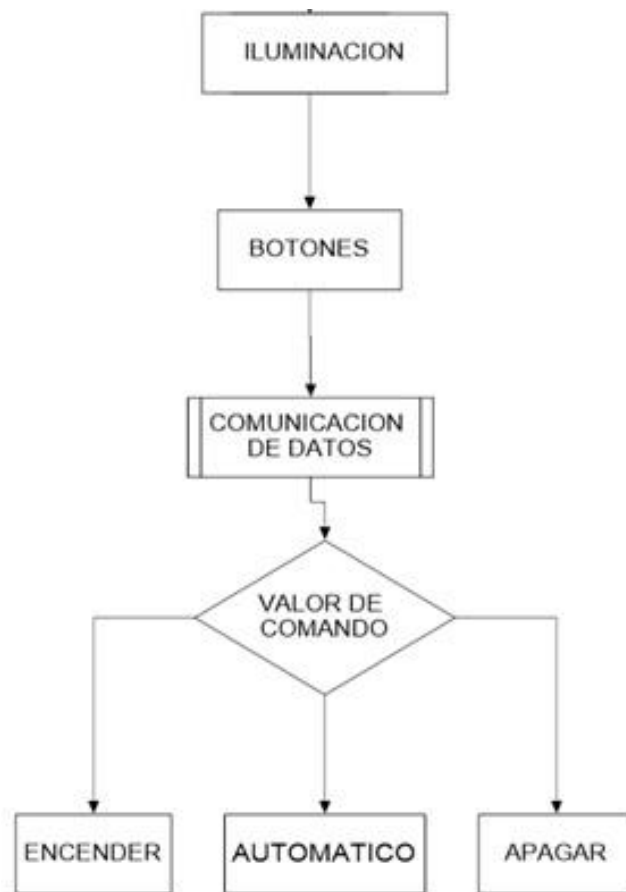 ILUMINACION
BOTONES
COMUNICACION
DE DATOS
VALOR DE
COMANDO
ENCENDER
AUTOMATICO
APAGAR